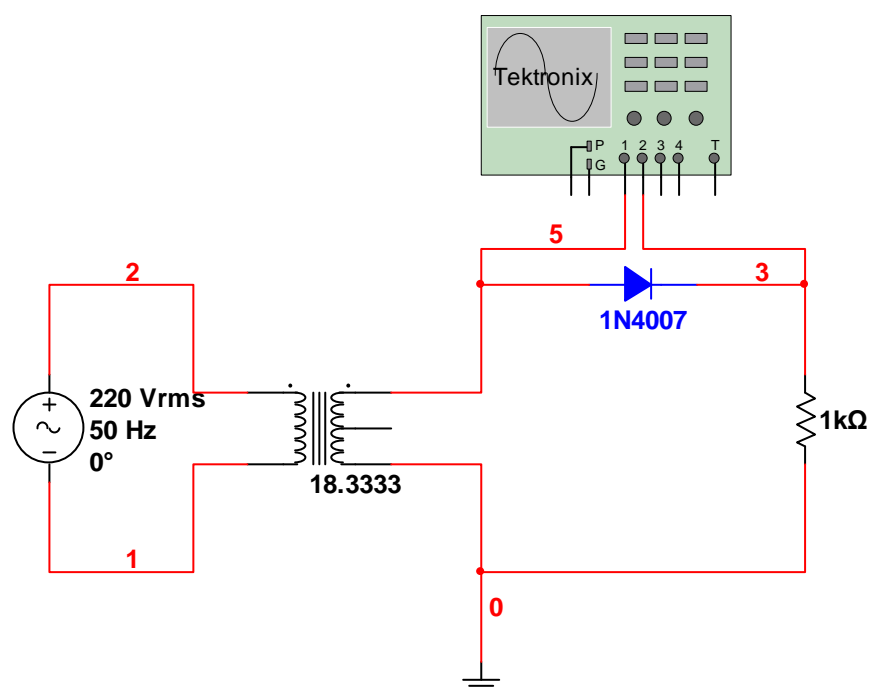 Tektronix
P
G
1 2 3 4 T
5
2
3
1N4007
220 Vrms
50 Hz
0°
1kΩ
18.3333
1
0